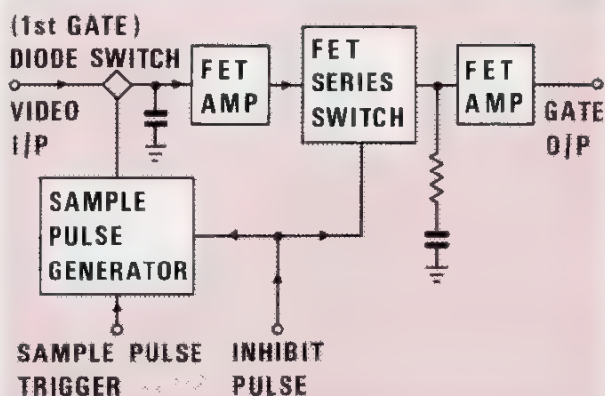 (1st GATE)
DIODE SWITCH
VIDEO
I/P
FET
AMP
FET
SERIES
SWITCH
FET
AMP
GATE
O/P
SAMPLE
PULSE
GENERATOR
SAMPLE PULSE
TRIGGER
INHIBIT
PULSE